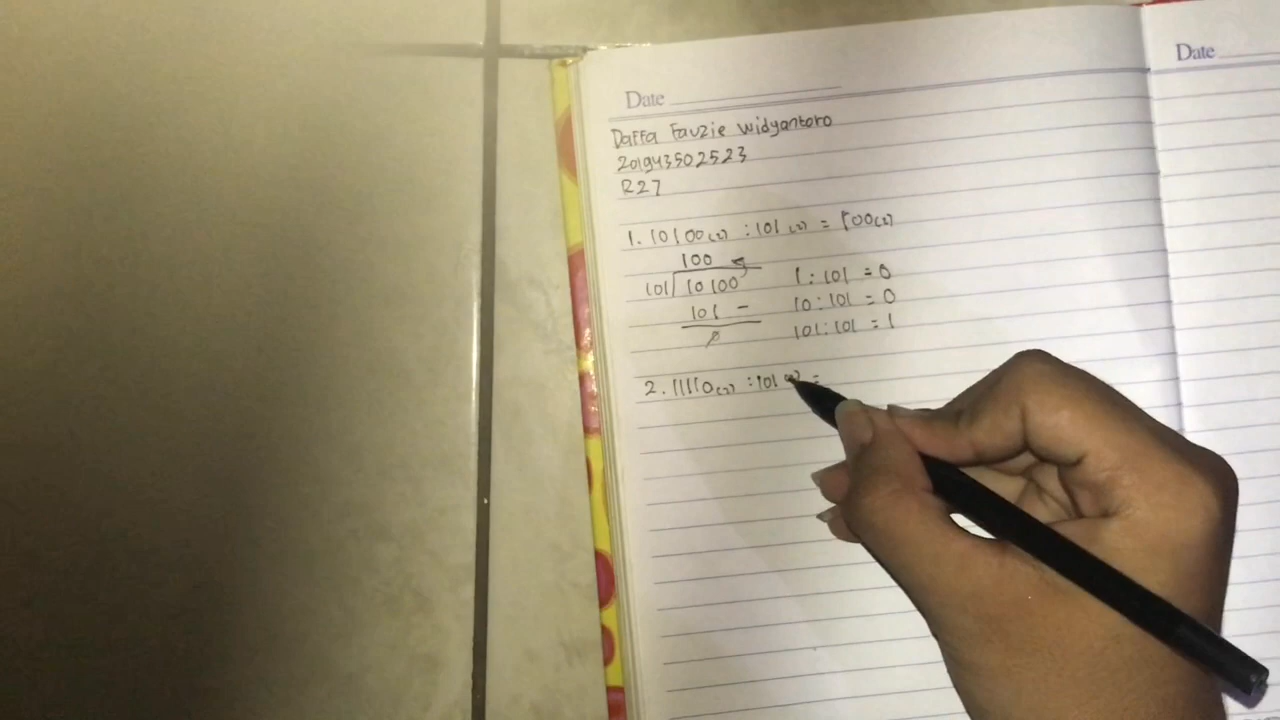 Date
Date
Daffa Fauzie Widyantoro
201943502523
R27
1. 10100(2) : 101(2) = 100(2)
100
101 10100 1 : 101 = 0
101 - 10 : 101 = 0
0 101 : 101 = 1
2. 11110(2) : 101(2) =